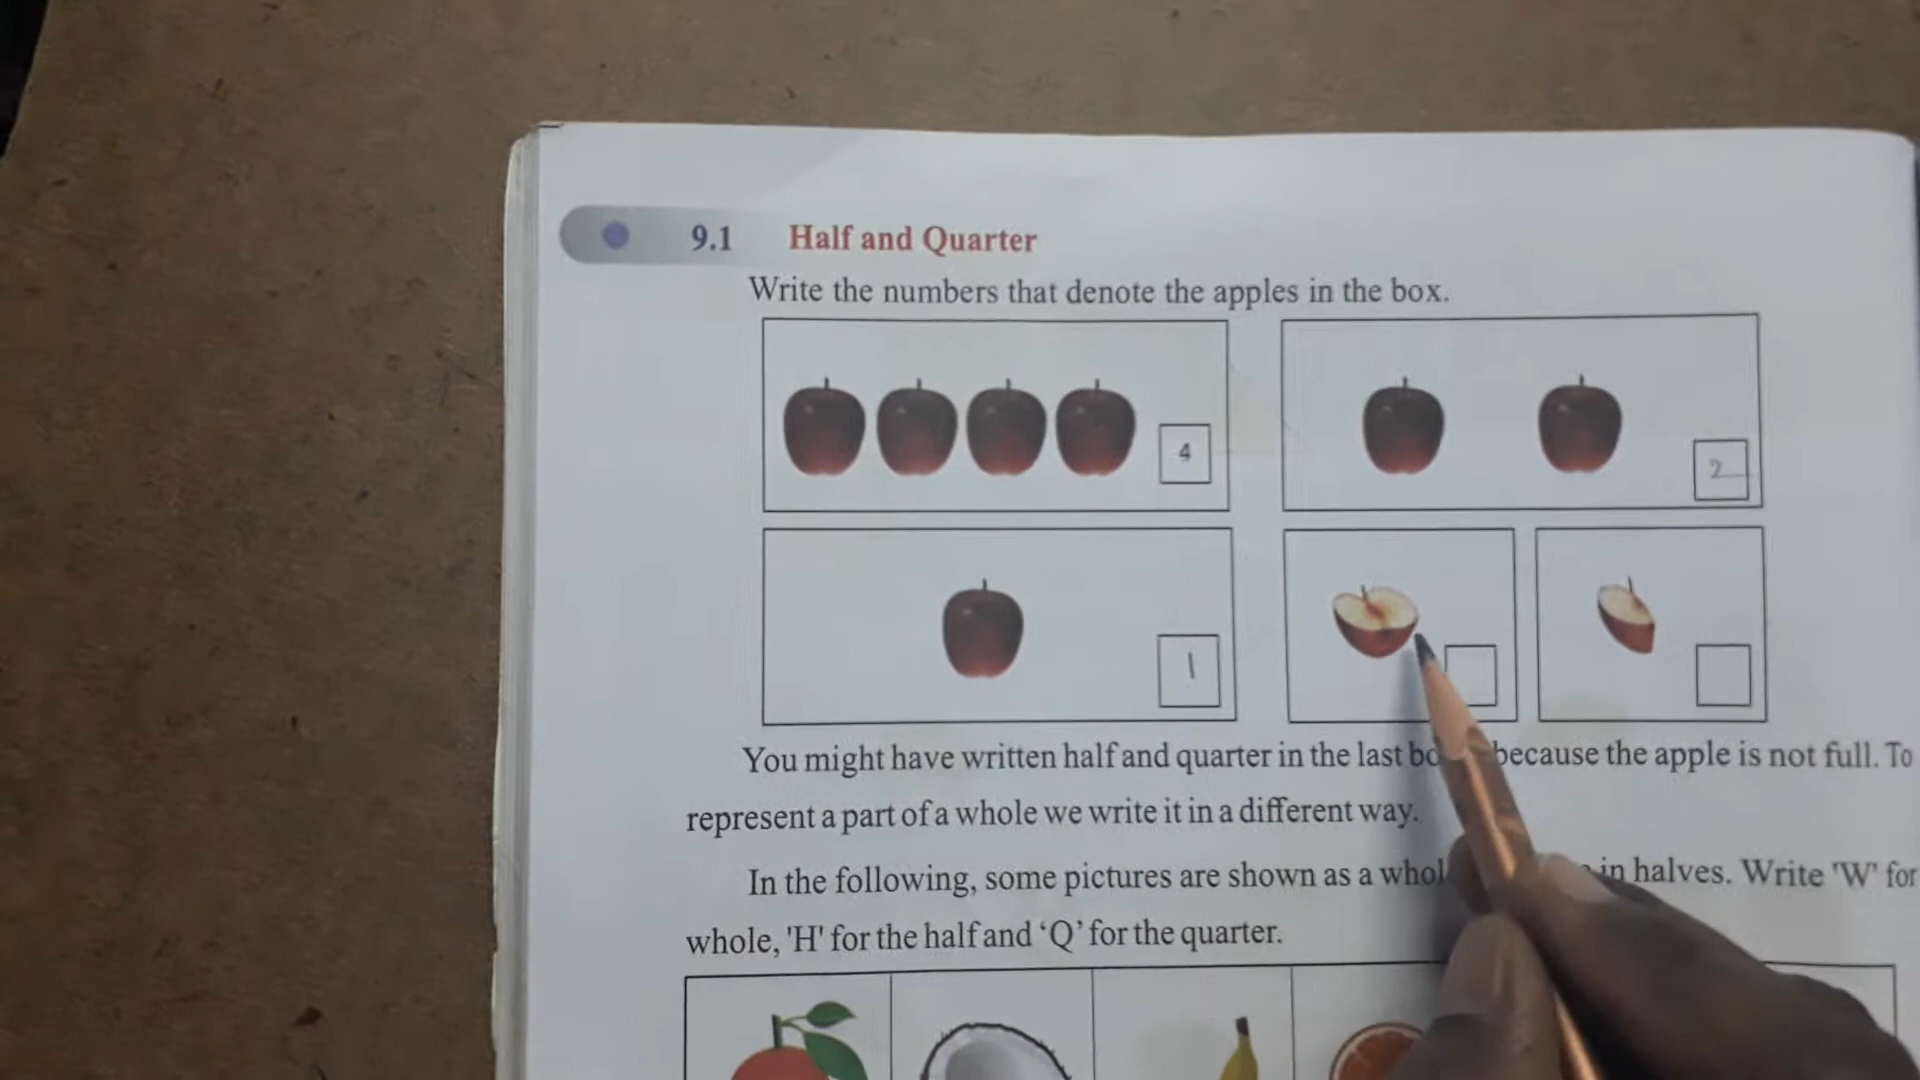 9.1 Half and Quarter
Write the numbers that denote the apples in the box.
4
2
1
You might have written half and quarter in the last because the apple is not full. To
represent a part of a whole we write it in a different way.
In the following, some pictures are shown as a in halves. Write 'W' for
whole, 'H' for the half and ‘Q’ for the quarter.